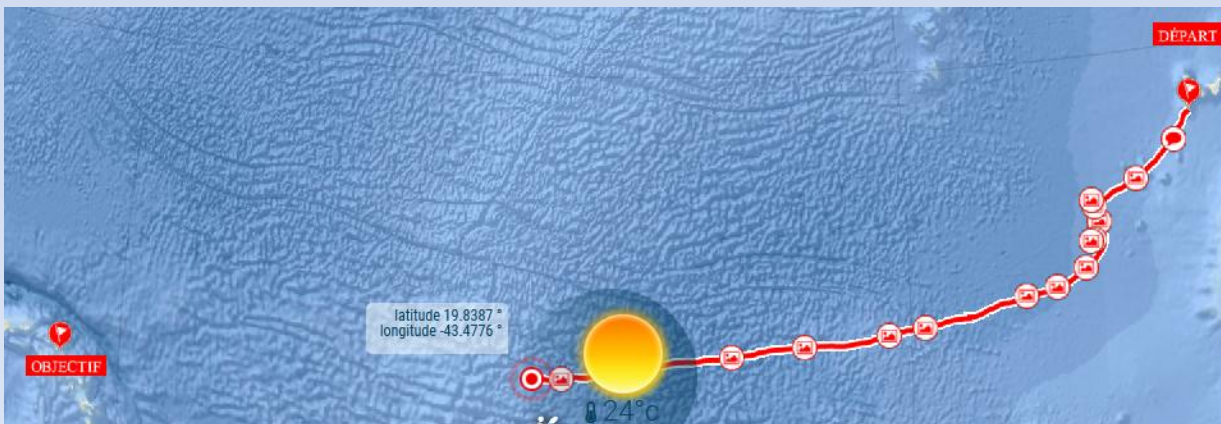 DÉPART
latitude 19.8387 °
longitude -43.4776 °
OBJECTIF
24°c